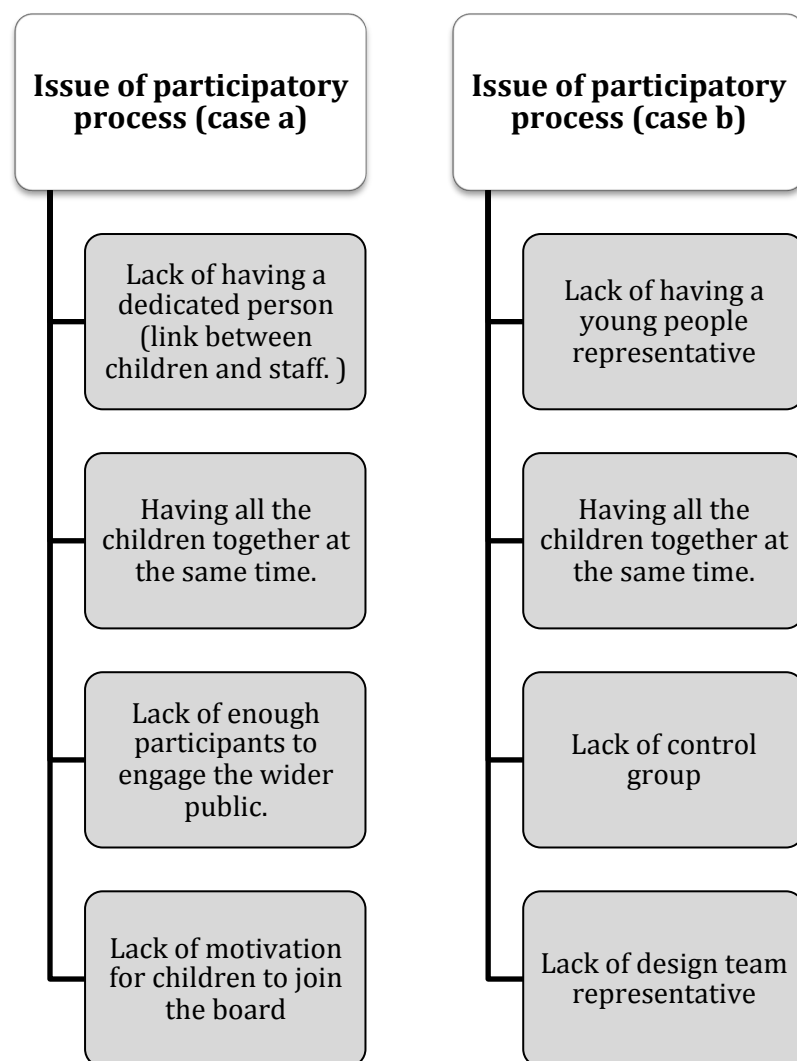 Issue of participatory
process (case a)
Lack of having a
dedicated person
(link between
children and staff. )
Having all the
children together at
the same time.
Lack of enough
participants to
engage the wider
public.
Lack of motivation
for children to join
the board
Issue of participatory
process (case b)
Lack of having a
young people
representative
Having all the
children together at
the same time.
Lack of control
group
Lack of design team
representative